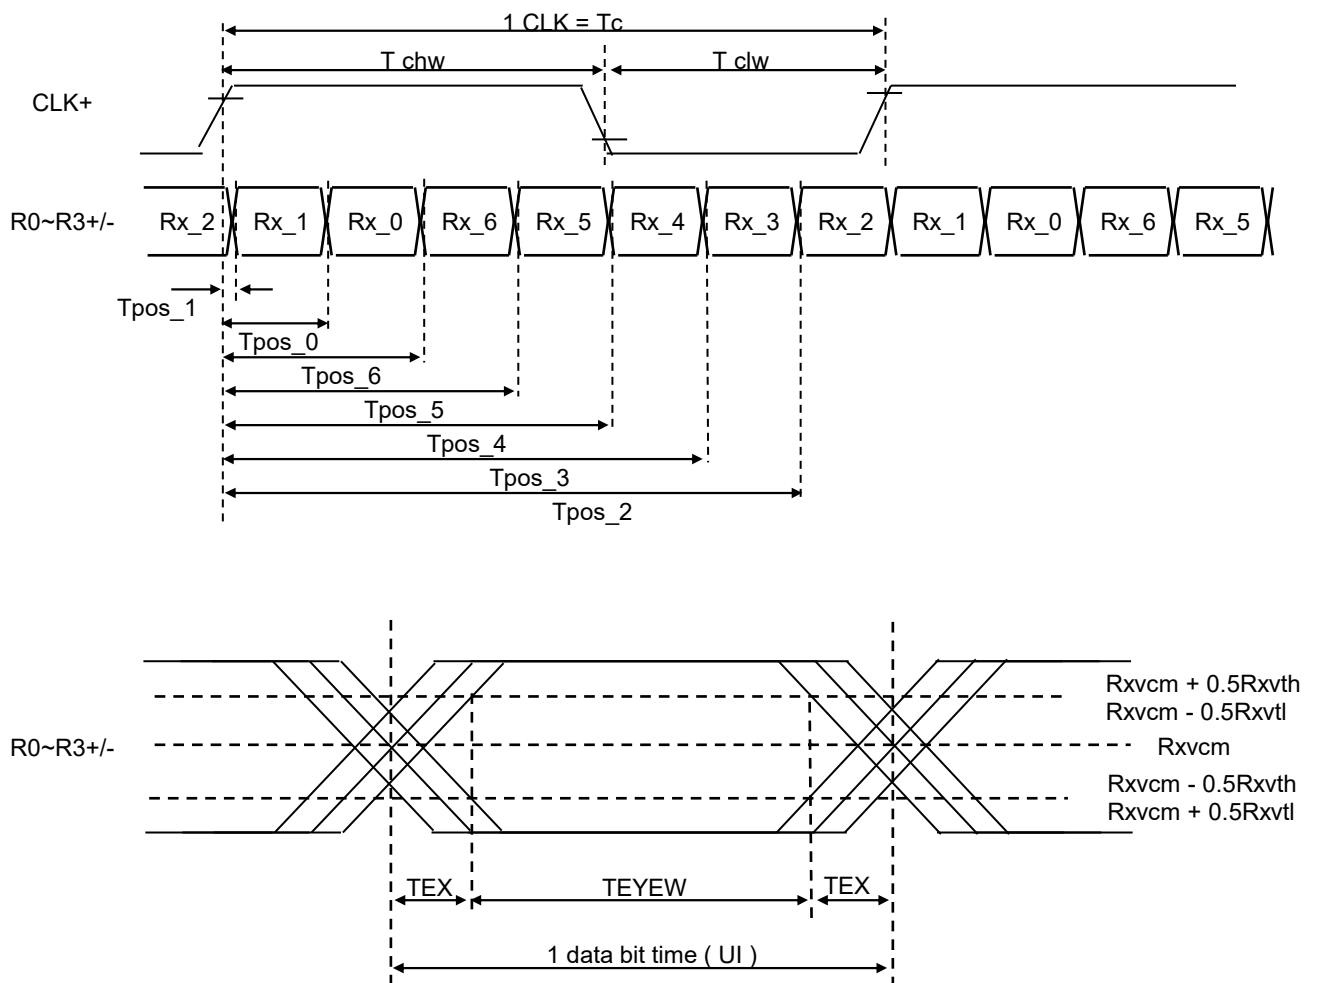 1 CLK = Tc
T chw
T clw
CLK+
R0~R3+/-
Rx_2
Rx_1
Rx_0
Rx_6
Rx_5
Rx_4
Rx_3
Rx_2
Rx_1
Rx_0
Rx_6
Rx_5
Tpos_1
Tpos_0
Tpos_6
Tpos_5
Tpos_4
Tpos_3
Tpos_2
Rxvcm + 0.5Rxvth
Rxvcm - 0.5Rxvtl
R0~R3+/-
Rxvcm
Rxvcm - 0.5Rxvth
Rxvcm + 0.5Rxvtl
TEX
TEYEW
TEX
1 data bit time ( UI )